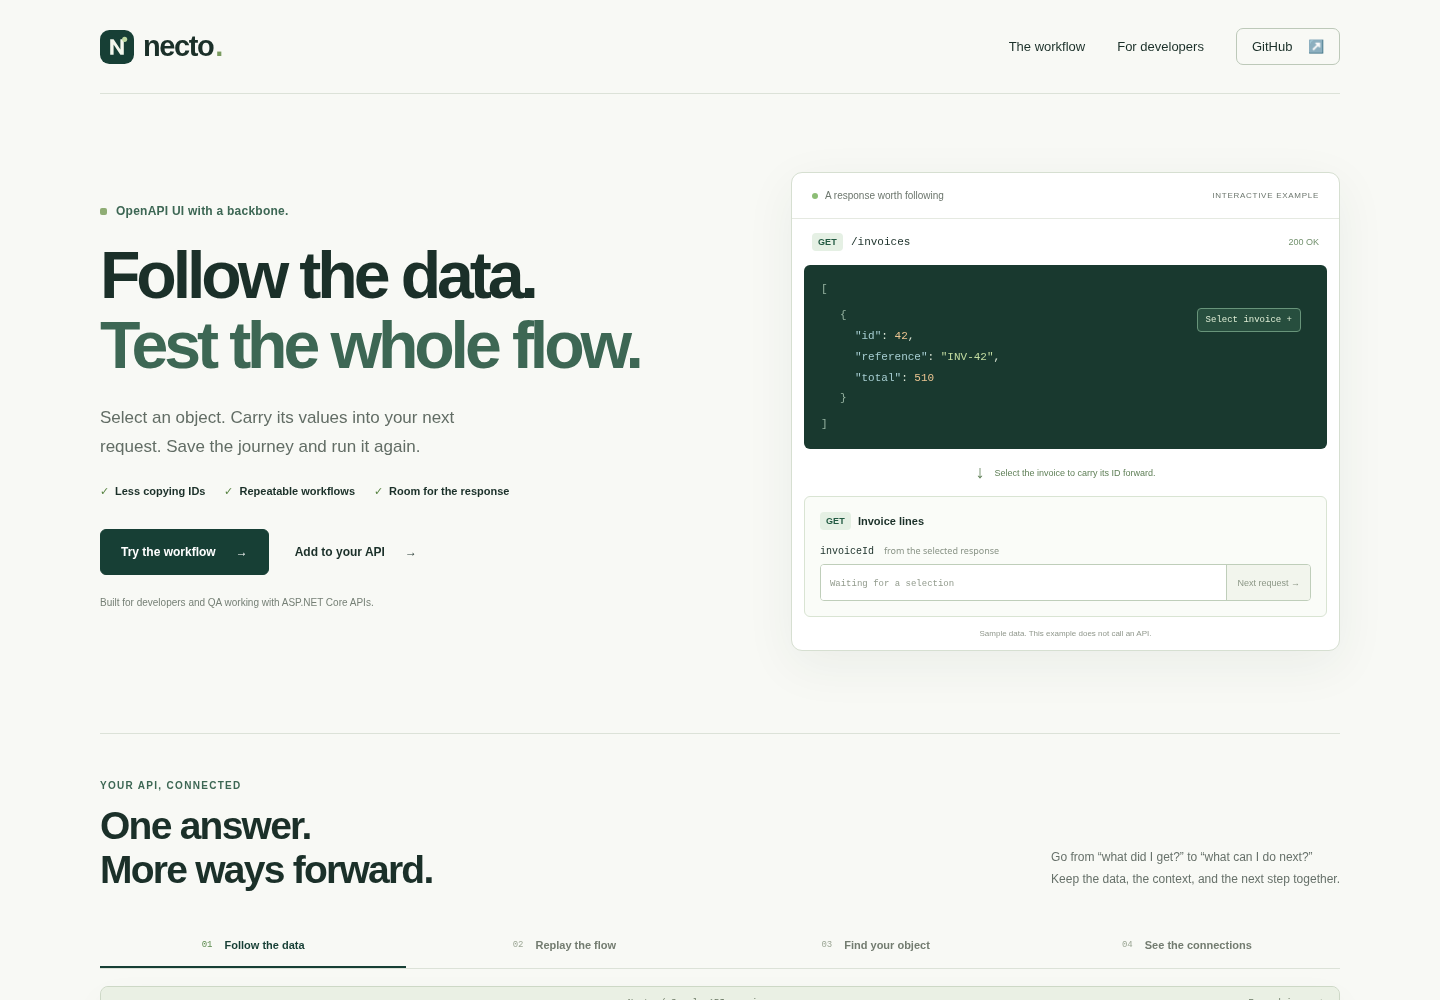 necto.
The workflow
For developers
GitHub ↗
OpenAPI UI with a backbone.
Follow the data.
Test the whole flow.
Select an object. Carry its values into your next
request. Save the journey and run it again.
✓ Less copying IDs ✓ Repeatable workflows ✓ Room for the response
Try the workflow →
Add to your API →
Built for developers and QA working with ASP.NET Core APIs.
A response worth following
INTERACTIVE EXAMPLE
GET /invoices
200 OK
[
{
Select invoice +
"id": 42,
"reference": "INV-42",
"total": 510
}
]
↓ Select the invoice to carry its ID forward.
GET Invoice lines
invoiceId from the selected response
Waiting for a selection
Next request →
Sample data. This example does not call an API.
YOUR API, CONNECTED
One answer.
More ways forward.
Go from “what did I get?” to “what can I do next?”
Keep the data, the context, and the next step together.
01 Follow the data
02 Replay the flow
03 Find your object
04 See the connections